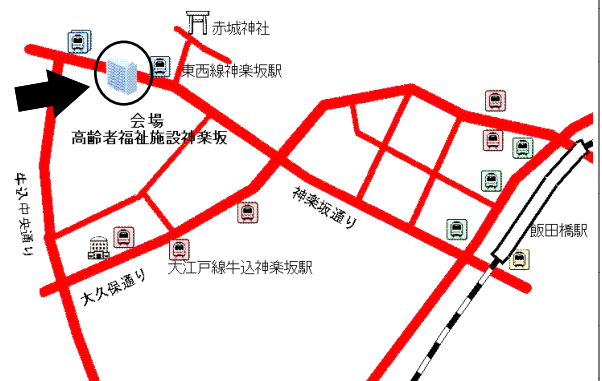 赤城神社
東西線神楽坂駅
会場
高齢者福祉施設神楽坂
牛込中央通り
神楽坂通り
飯田橋駅
大江戸線牛込神楽坂駅
大久保通り